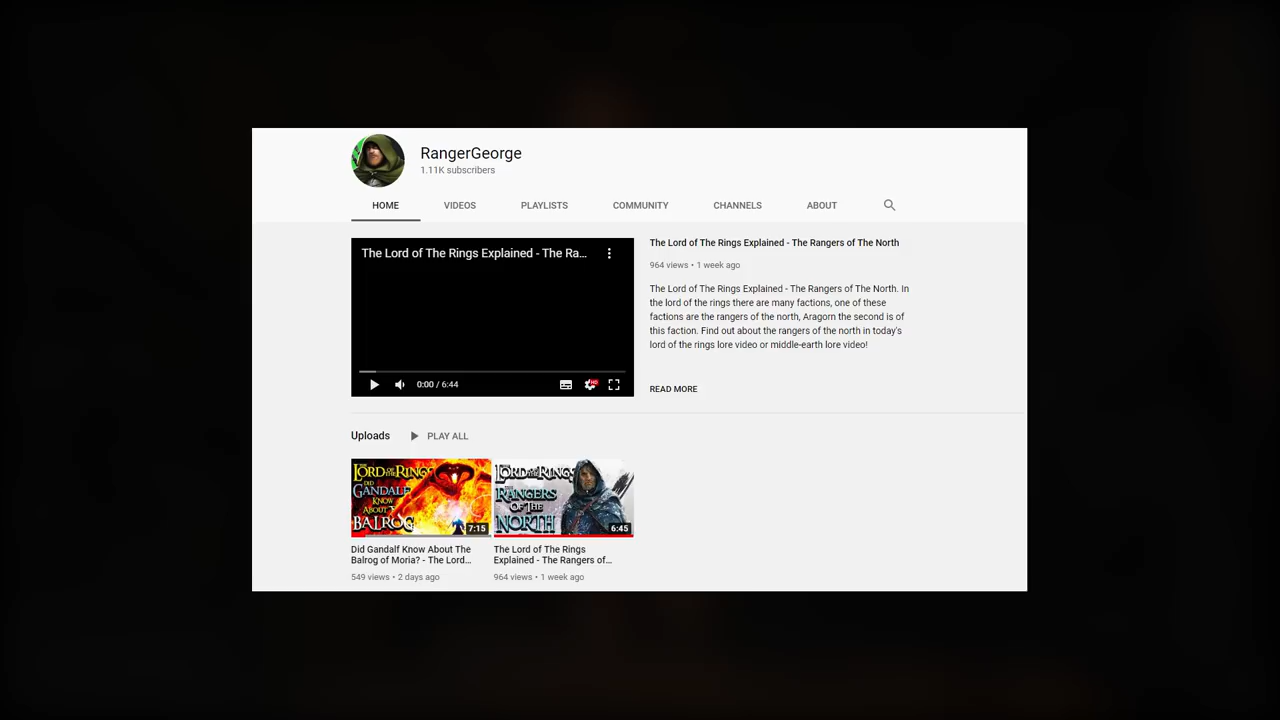 RangerGeorge
1.11K subscribers
HOME VIDEOS PLAYLISTS COMMUNITY CHANNELS ABOUT
The Lord of The Rings Explained - The Ra...
The Lord of The Rings Explained - The Rangers of The North
964 views • 1 week ago
The Lord of The Rings Explained - The Rangers of The North. In
the lord of the rings there are many factions, one of these
factions are the rangers of the north, Aragorn the second is of
this faction. Find out about the rangers of the north in today's
lord of the rings lore video or middle-earth lore video!
0:00 / 6:44
HD
READ MORE
Uploads PLAY ALL
THE
LORD OF THE RINGS
DID
GANDALF
KNOW
ABOUT
BALROG
7:15
LORD OF THE RINGS
THE
RANGERS
OF THE
NORTH
6:45
Did Gandalf Know About The
Balrog of Moria? - The Lord...
549 views • 2 days ago
The Lord of The Rings
Explained - The Rangers of...
964 views • 1 week ago